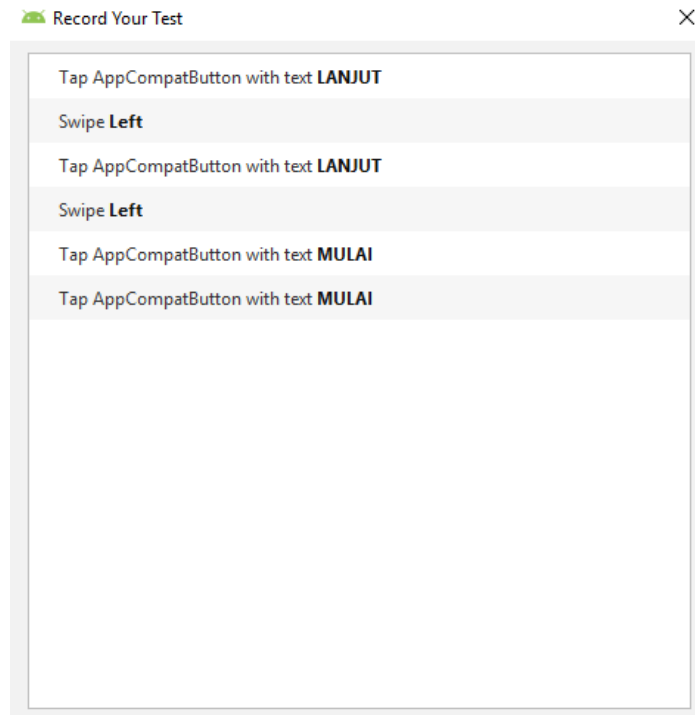 Record Your Test
Tap AppCompatButton with text LANJUT
Swipe Left
Tap AppCompatButton with text LANJUT
Swipe Left
Tap AppCompatButton with text MULAI
Tap AppCompatButton with text MULAI